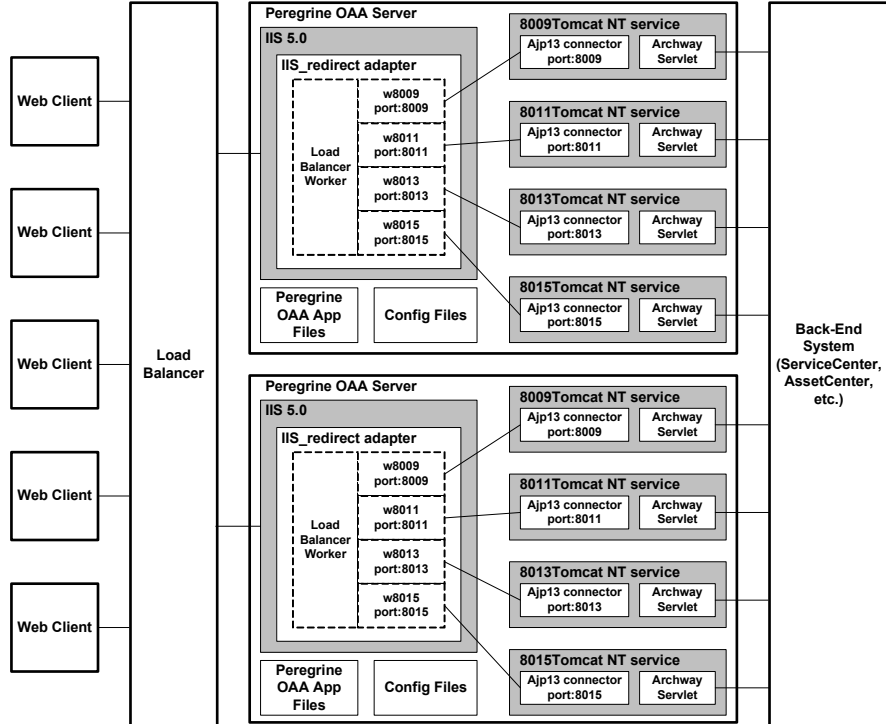 Web Client
Web Client
Web Client
Web Client
Web Client
Load
Balancer
Peregrine OAA Server
IIS 5.0
IIS_redirect adapter
Load
Balancer
Worker
w8009
port:8009
w8011
port:8011
w8013
port:8013
w8015
port:8015
Peregrine
OAA App
Files
Config Files
8009Tomcat NT service
Ajp13 connector
port:8009
Archway
Servlet
8011Tomcat NT service
Ajp13 connector
port:8011
Archway
Servlet
8013Tomcat NT service
Ajp13 connector
port:8013
Archway
Servlet
8015Tomcat NT service
Ajp13 connector
port:8015
Archway
Servlet
Peregrine OAA Server
IIS 5.0
IIS_redirect adapter
Load
Balancer
Worker
w8009
port:8009
w8011
port:8011
w8013
port:8013
w8015
port:8015
Peregrine
OAA App
Files
Config Files
8009Tomcat NT service
Ajp13 connector
port:8009
Archway
Servlet
8011Tomcat NT service
Ajp13 connector
port:8011
Archway
Servlet
8013Tomcat NT service
Ajp13 connector
port:8013
Archway
Servlet
8015Tomcat NT service
Ajp13 connector
port:8015
Archway
Servlet
Back-End
System
(ServiceCenter,
AssetCenter,
etc.)